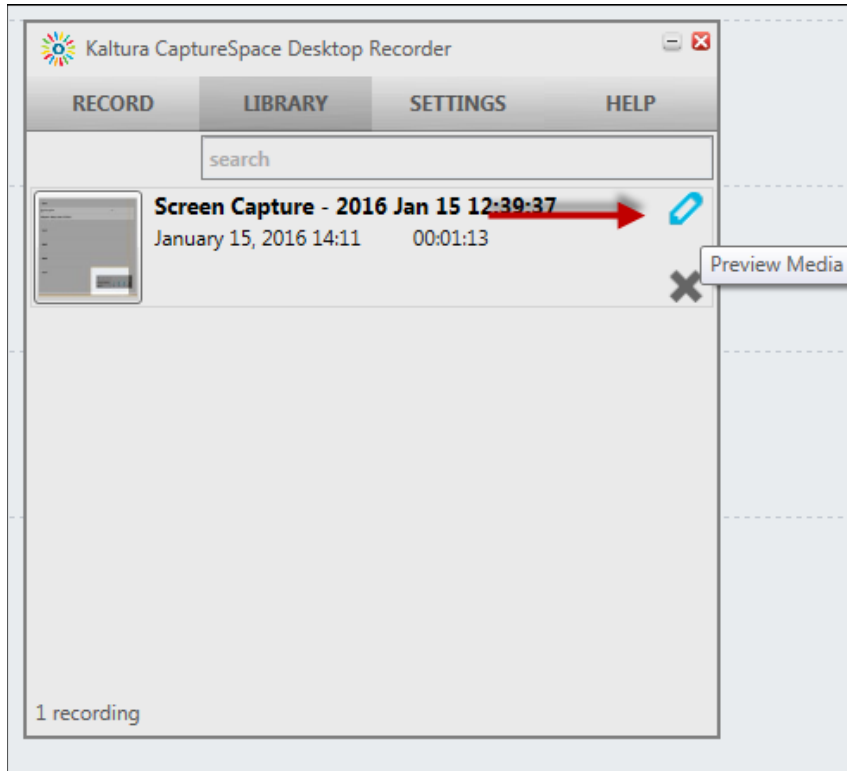 Kaltura CaptureSpace Desktop Recorder
RECORD LIBRARY SETTINGS HELP
search
Screen Capture - 2016 Jan 15 12:39:37
January 15, 2016 14:11 00:01:13
Preview Media
1 recording